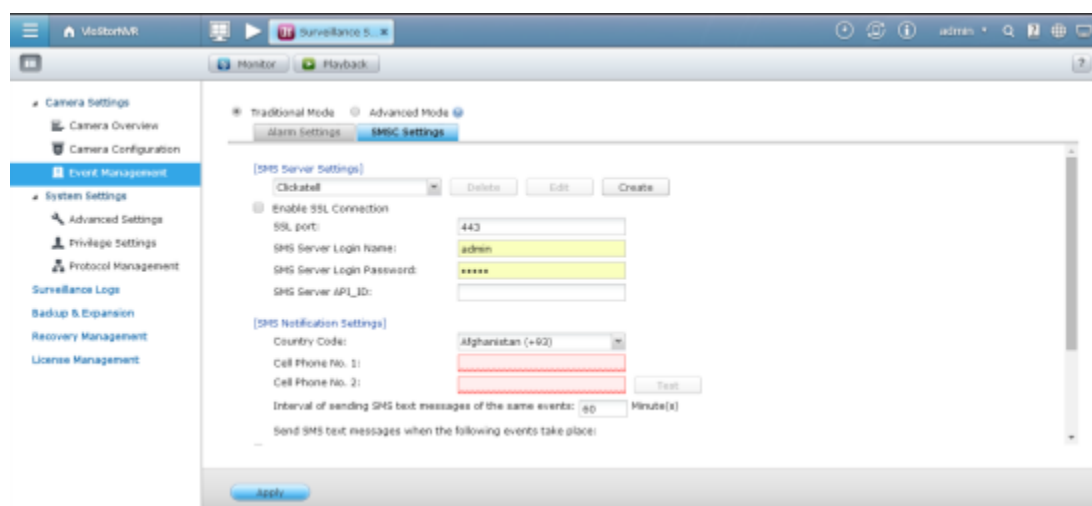 VioStorNVR
Surveillance S...
admin
Monitor
Playback
Camera Settings
Camera Overview
Camera Configuration
Event Management
System Settings
Advanced Settings
Privilege Settings
Protocol Management
Surveillance Logs
Backup & Expansion
Recovery Management
License Management
Traditional Mode Advanced Mode
Alarm Settings SMSC Settings
[SMS Server Settings]
Clickatell Delete Edit Create
Enable SSL Connection
SSL port: 443
SMS Server Login Name: admin
SMS Server Login Password: •••••
SMS Server API_ID:
[SMS Notification Settings]
Country Code: Afghanistan (+93)
Cell Phone No. 1:
Cell Phone No. 2: Test
Interval of sending SMS text messages of the same events: 60 Minute(s)
Send SMS text messages when the following events take place:
Apply